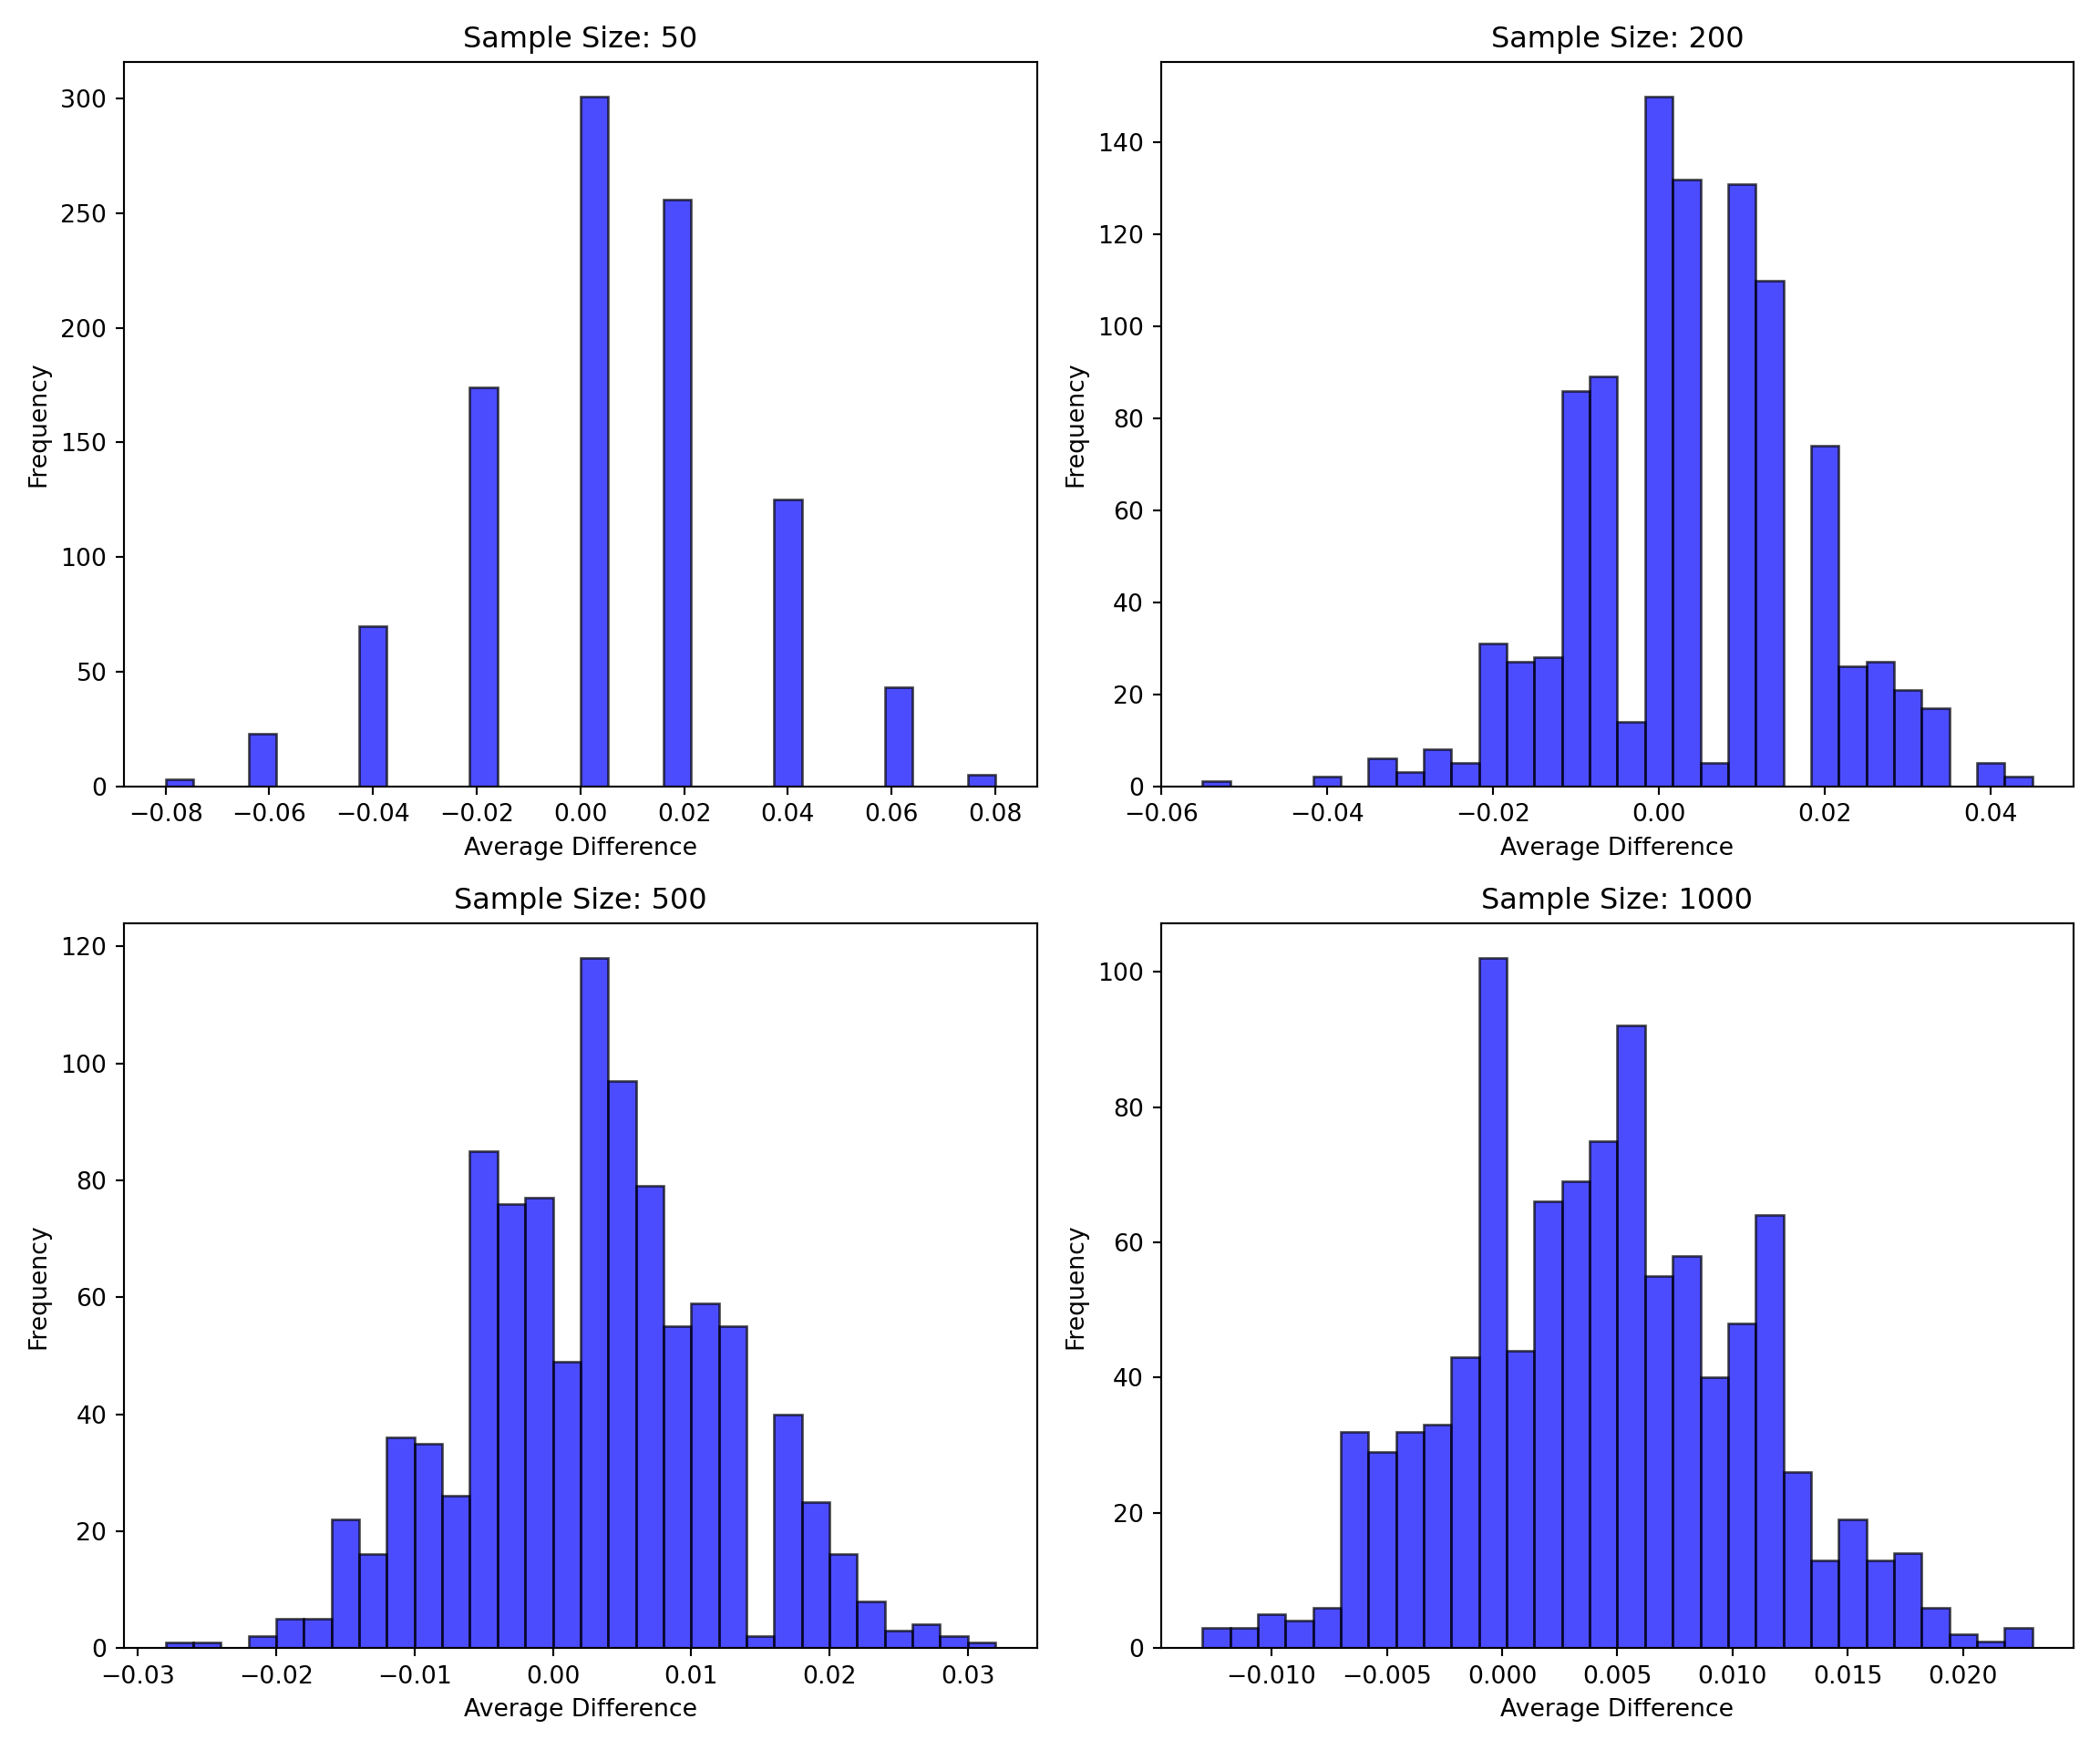 Sample Size: 50
Frequency
300
250
200
150
100
50
0
−0.08 −0.06 −0.04 −0.02 0.00 0.02 0.04 0.06 0.08
Average Difference
Sample Size: 200
Frequency
140
120
100
80
60
40
20
0
−0.06 −0.04 −0.02 0.00 0.02 0.04
Average Difference
Sample Size: 500
Frequency
120
100
80
60
40
20
0
−0.03 −0.02 −0.01 0.00 0.01 0.02 0.03
Average Difference
Sample Size: 1000
Frequency
100
80
60
40
20
0
−0.010 −0.005 0.000 0.005 0.010 0.015 0.020
Average Difference